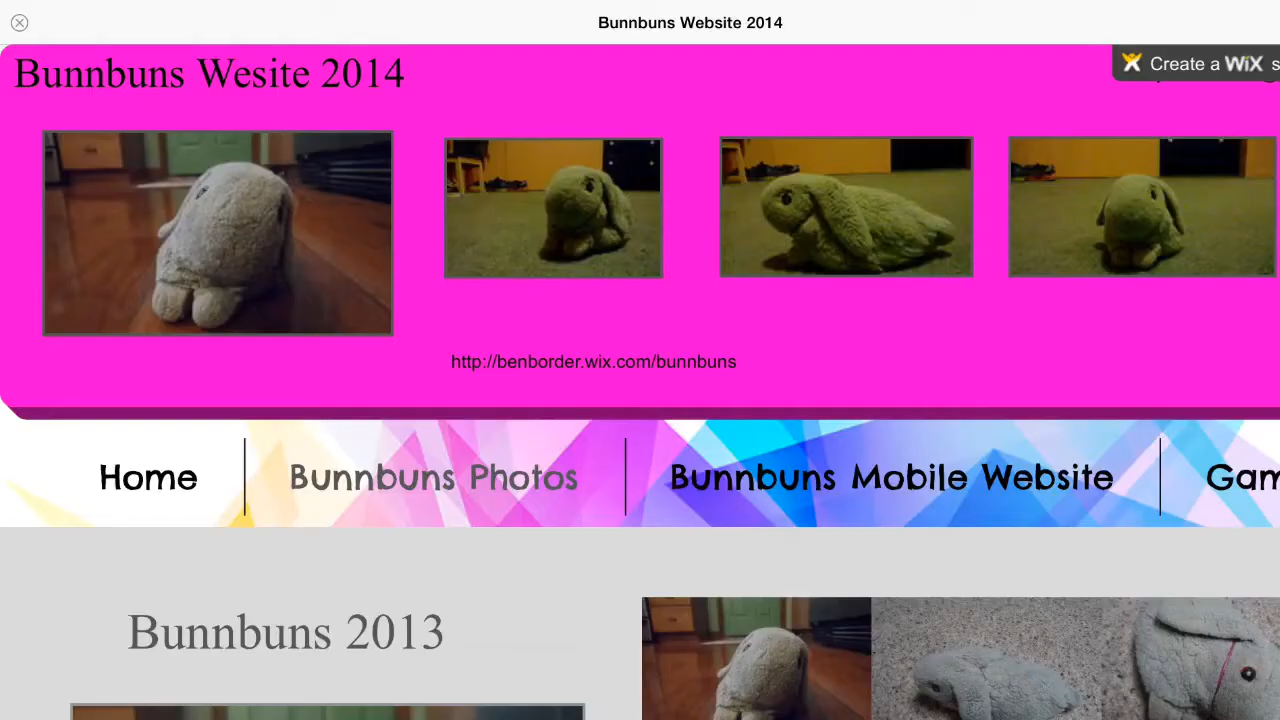 Bunnbuns Website 2014
Bunnbuns Wesite 2014
Create a WiX s
http://benborder.wix.com/bunnbuns
Home
Bunnbuns Photos
Bunnbuns Mobile Website
Gam
Bunnbuns 2013